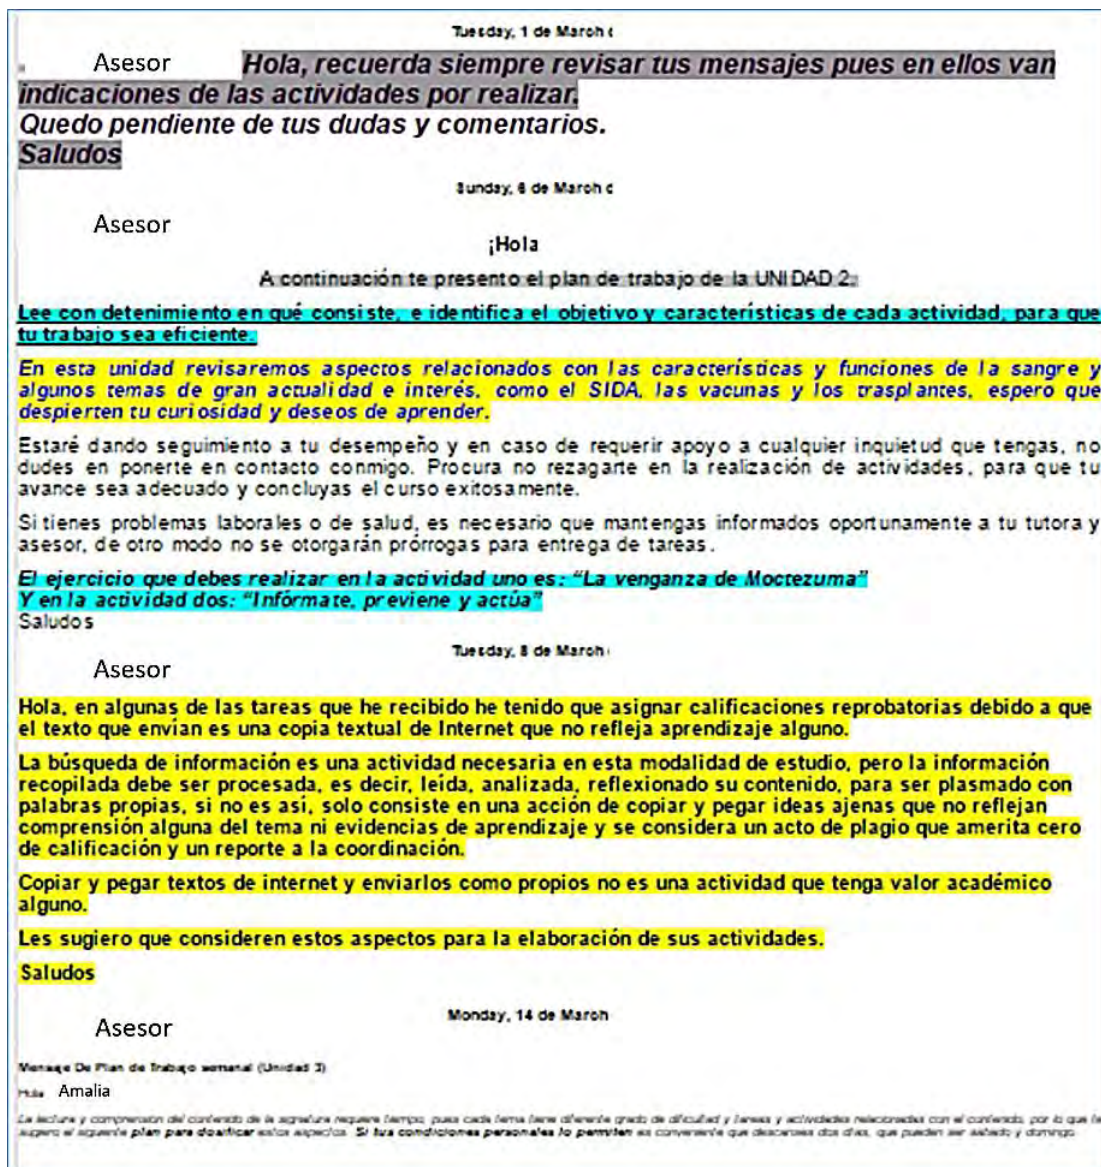 Tuesday, 1 de March
Asesor Hola, recuerda siempre revisar tus mensajes pues en ellos van
indicaciones de las actividades por realizar.
Quedo pendiente de tus dudas y comentarios.
Saludos
Sunday, 6 de March
Asesor
¡Hola
A continuación te presento el plan de trabajo de la UNIDAD 2.
Lee con detenimiento en qué consiste, e identifica el objetivo y características de cada actividad, para que
tu trabajo sea eficiente.
En esta unidad revisaremos aspectos relacionados con las características y funciones de la sangre y
algunos temas de gran actualidad e interés, como el SIDA, las vacunas y los trasplantes, espero que
despierten tu curiosidad y deseos de aprender.
Estaré dando seguimiento a tu desempeño y en caso de requerir apoyo a cualquier inquietud que tengas, no
dudes en ponerte en contacto conmigo. Procura no rezagarte en la realización de actividades, para que tu
avance sea adecuado y concluyas el curso exitosamente.
Si tienes problemas laborales o de salud, es necesario que mantengas informados oportunamente a tu tutora y
asesor, de otro modo no se otorgarán prórrogas para entrega de tareas.
El ejercicio que debes realizar en la actividad uno es: “La venganza de Moctezuma”
Y en la actividad dos: “Infórmate, previene y actúa”
Saludos
Tuesday, 8 de March
Asesor
Hola, en algunas de las tareas que he recibido he tenido que asignar calificaciones reprobatorias debido a que
el texto que envían es una copia textual de Internet que no refleja aprendizaje alguno.
La búsqueda de información es una actividad necesaria en esta modalidad de estudio, pero la información
recopilada debe ser procesada, es decir, leída, analizada, reflexionado su contenido, para ser plasmado con
palabras propias, si no es así, solo consiste en una acción de copiar y pegar ideas ajenas que no reflejan
comprensión alguna del tema ni evidencias de aprendizaje y se considera un acto de plagio que amerita cero
de calificación y un reporte a la coordinación.
Copiar y pegar textos de internet y enviarlos como propios no es una actividad que tenga valor académico
alguno.
Les sugiero que consideren estos aspectos para la elaboración de sus actividades.
Saludos
Monday, 14 de March
Asesor
Mensaje De Plan de Trabajo semanal (Unidad 3)
Hola Amalia
La lectura y comprensión del contenido de la asignatura requiere tiempo, pues cada tema tiene diferente grado de dificultad y tareas y actividades relacionadas con el contenido, por lo que te
sugiero el siguiente plan para dosificar estos aspectos. Si tus condiciones personales lo permiten es conveniente que descanses dos días, que pueden ser sábado y domingo.